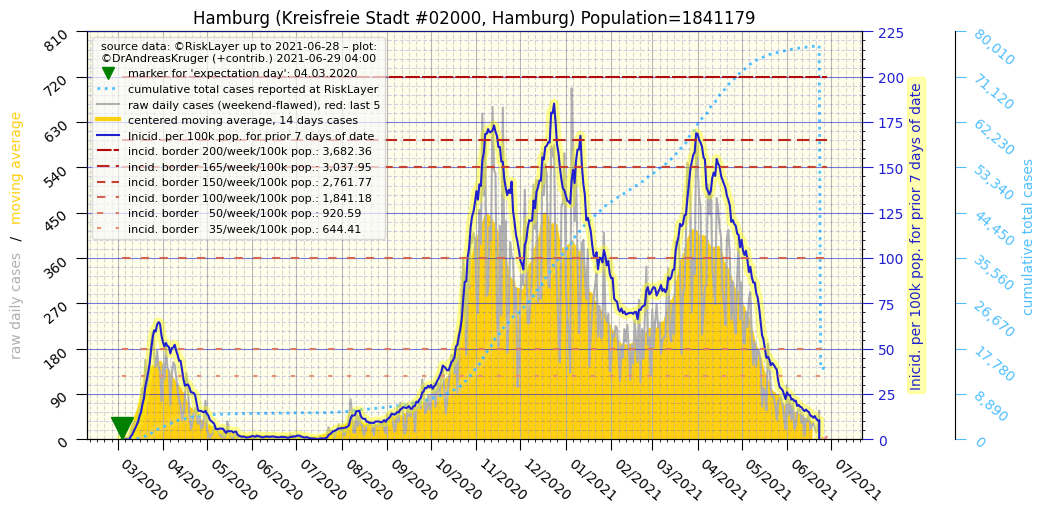 Hamburg (Kreisfreie Stadt #02000, Hamburg) Population=1841179
source data: ©RiskLayer up to 2021-06-28 – plot:
©DrAndreasKruger (+contrib.) 2021-06-29 04:00
marker for 'expectation day': 04.03.2020
cumulative total cases reported at RiskLayer
raw daily cases (weekend-flawed), red: last 5
centered moving average, 14 days cases
Inicid. per 100k pop. for prior 7 days of date
incid. border 200/week/100k pop.: 3,682.36
incid. border 165/week/100k pop.: 3,037.95
incid. border 150/week/100k pop.: 2,761.77
incid. border 100/week/100k pop.: 1,841.18
incid. border 50/week/100k pop.: 920.59
incid. border 35/week/100k pop.: 644.41
raw daily cases / moving average
810
720
630
540
450
360
270
180
90
0
03/2020
04/2020
05/2020
06/2020
07/2020
08/2020
09/2020
10/2020
11/2020
12/2020
01/2021
02/2021
03/2021
04/2021
05/2021
06/2021
07/2021
225
200
175
150
125
100
75
50
25
0
Inicid. per 100k pop. for prior 7 days of date
80,010
71,120
62,230
53,340
44,450
35,560
26,670
17,780
8,890
0
cumulative total cases